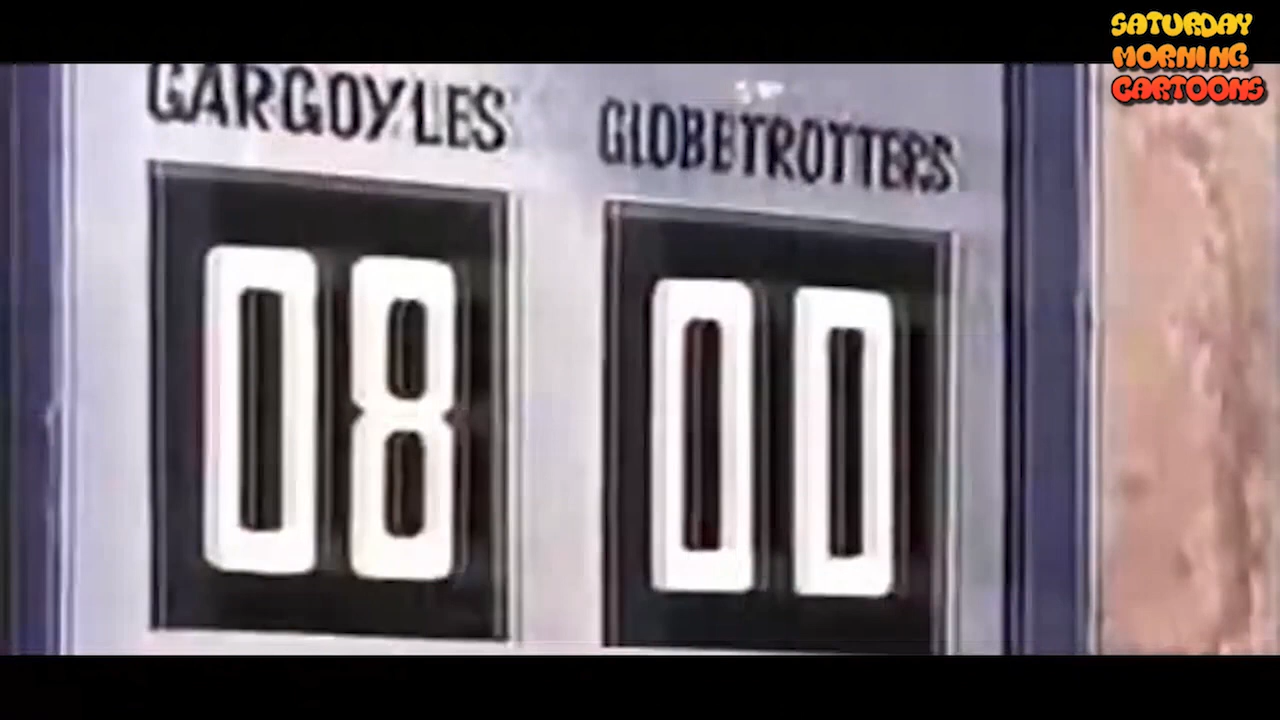 SATURDAY
MORNING
CARTOONS
GARGOYLES
GLOBETROTTERS
08
00